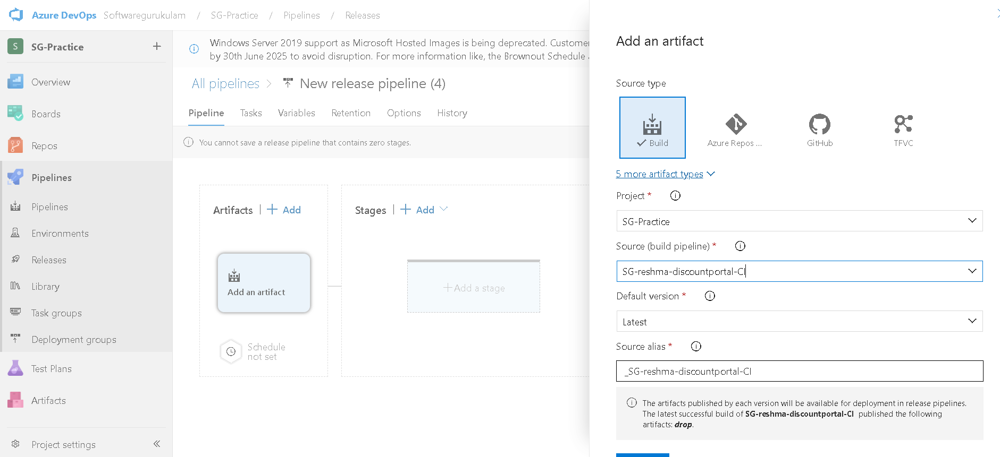 Azure DevOps Softwaregurukulam / SG-Practice / Pipelines / Releases
S SG-Practice +
Overview
Boards
Repos
Pipelines
Pipelines
Environments
Releases
Library
Task groups
Deployment groups
Test Plans
Artifacts
Project settings
Windows Server 2019 support as Microsoft Hosted Images is being deprecated. Custome
by 30th June 2025 to avoid disruption. For more information like, the Brownout Schedule
All pipelines > New release pipeline (4)
Pipeline Tasks Variables Retention Options History
You cannot save a release pipeline that contains zero stages.
Artifacts | + Add
Add an artifact
Schedule
not set
Stages | + Add
+ Add a stage
Add an artifact
Source type
Build
Azure Repos ...
GitHub
TFVC
5 more artifact types
Project *
SG-Practice
Source (build pipeline) *
SG-reshma-discountportal-CI
Default version *
Latest
Source alias *
_SG-reshma-discountportal-CI
The artifacts published by each version will be available for deployment in release pipelines.
The latest successful build of SG-reshma-discountportal-CI published the following
artifacts: drop.